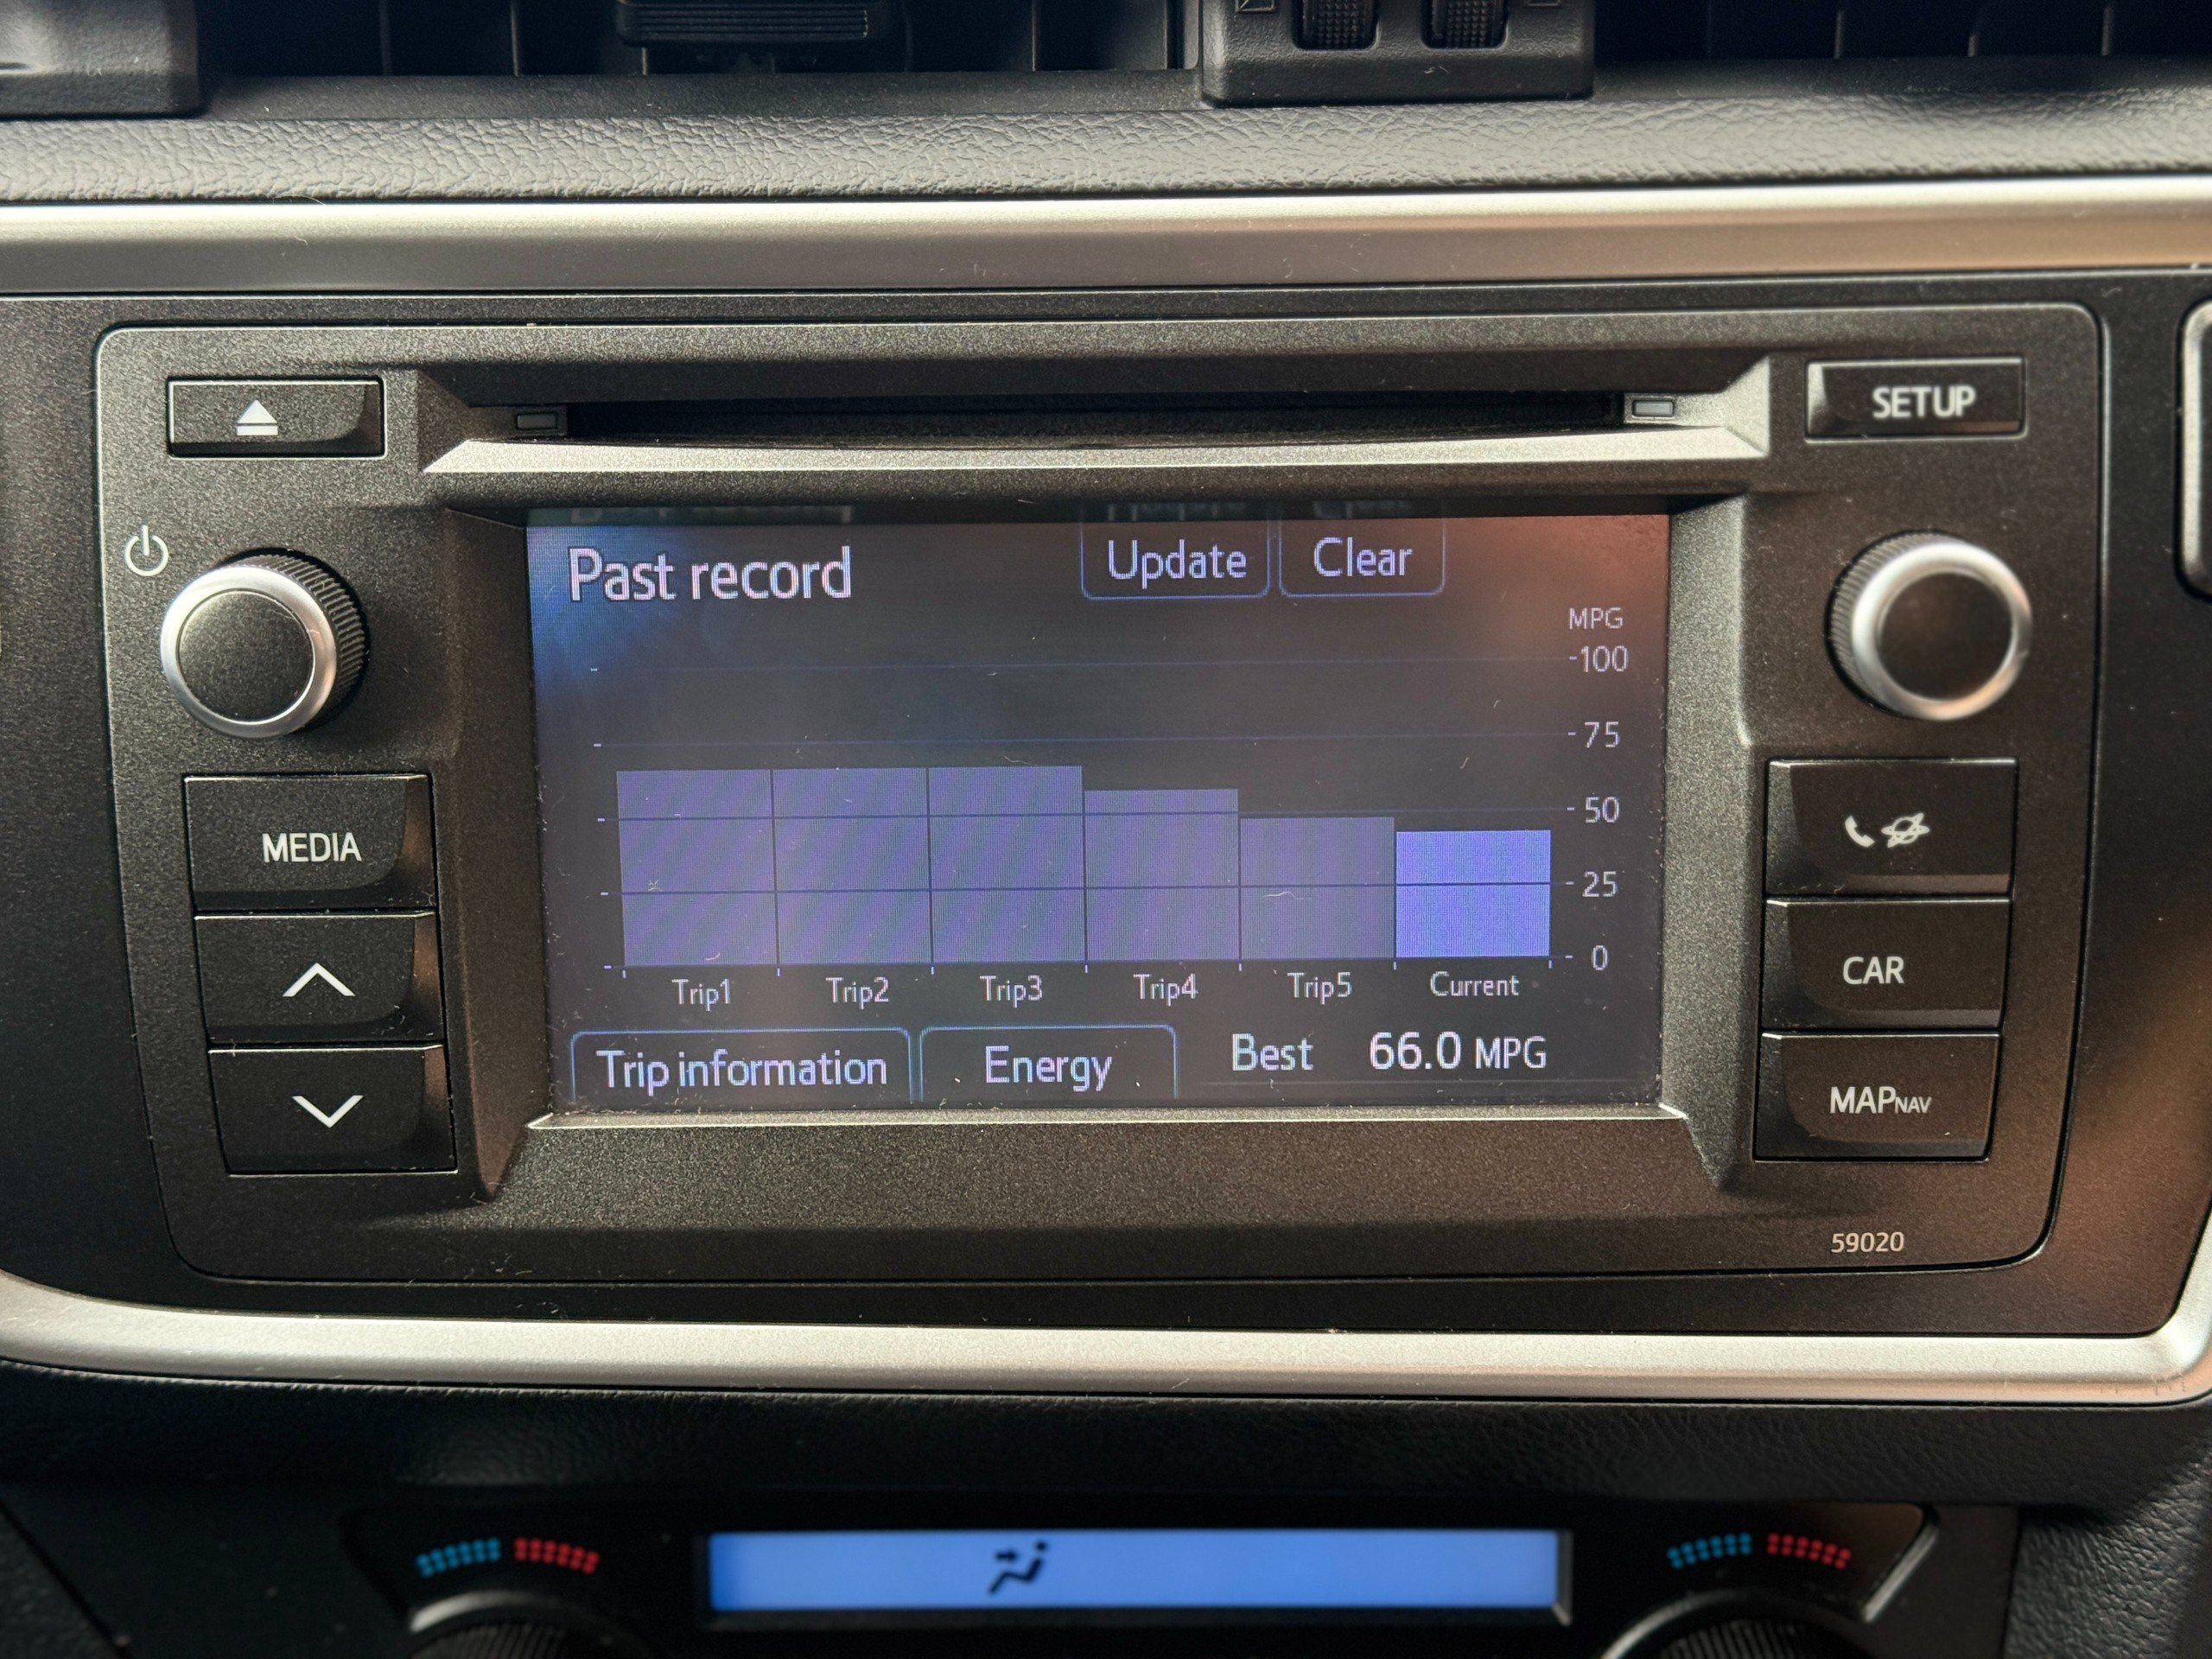 SETUP
Past record Update Clear
MPG
100
75
MEDIA
50
25
CAR
0
Trip1 Trip2 Trip3 Trip4 Trip5 Current
Trip information Energy Best 66.0 MPG
MAPNAV
59020